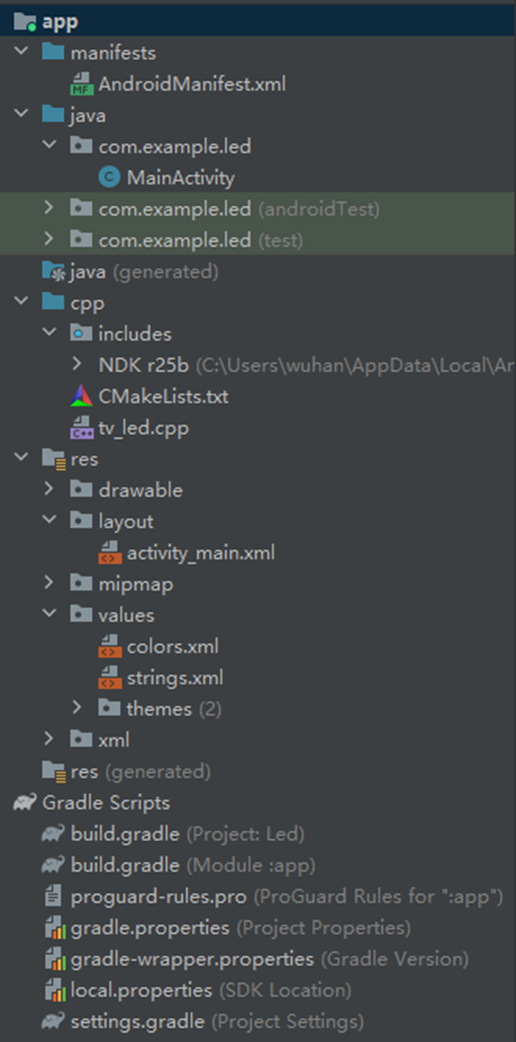 app
manifests
AndroidManifest.xml
java
com.example.led
MainActivity
com.example.led (androidTest)
com.example.led (test)
java (generated)
cpp
includes
NDK r25b (C:\Users\wuhan\AppData\Local\Ar
CMakeLists.txt
tv_led.cpp
res
drawable
layout
activity_main.xml
mipmap
values
colors.xml
strings.xml
themes (2)
xml
res (generated)
Gradle Scripts
build.gradle (Project: Led)
build.gradle (Module :app)
proguard-rules.pro (ProGuard Rules for ":app")
gradle.properties (Project Properties)
gradle-wrapper.properties (Gradle Version)
local.properties (SDK Location)
settings.gradle (Project Settings)